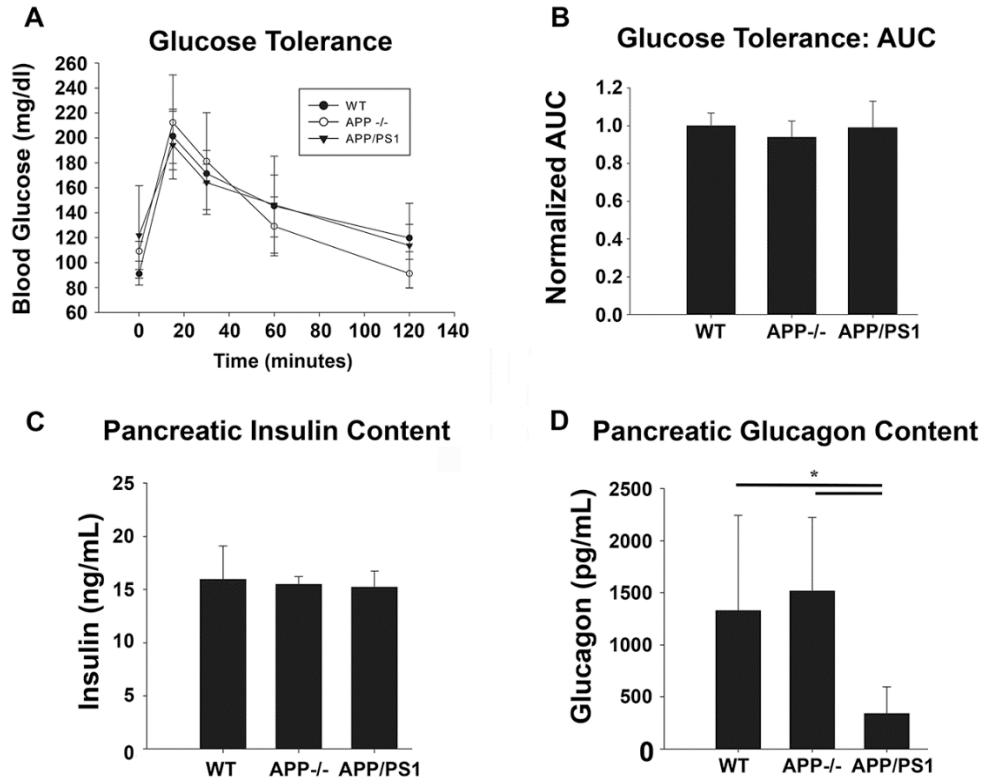 A
Glucose Tolerance
Blood Glucose (mg/dl)
260
240
220
200
180
160
140
120
100
80
60
WT
APP -/-
APP/PS1
0 20 40 60 80 100 120 140
Time (minutes)
B
Glucose Tolerance: AUC
Normalized AUC
1.2
1.0
0.8
0.6
0.4
0.2
0.0
WT APP-/- APP/PS1
C
Pancreatic Insulin Content
Insulin (ng/mL)
25
20
15
10
5
0
WT APP-/- APP/PS1
D
Pancreatic Glucagon Content
*
Glucagon (pg/mL)
2500
2000
1500
1000
500
0
WT APP-/- APP/PS1